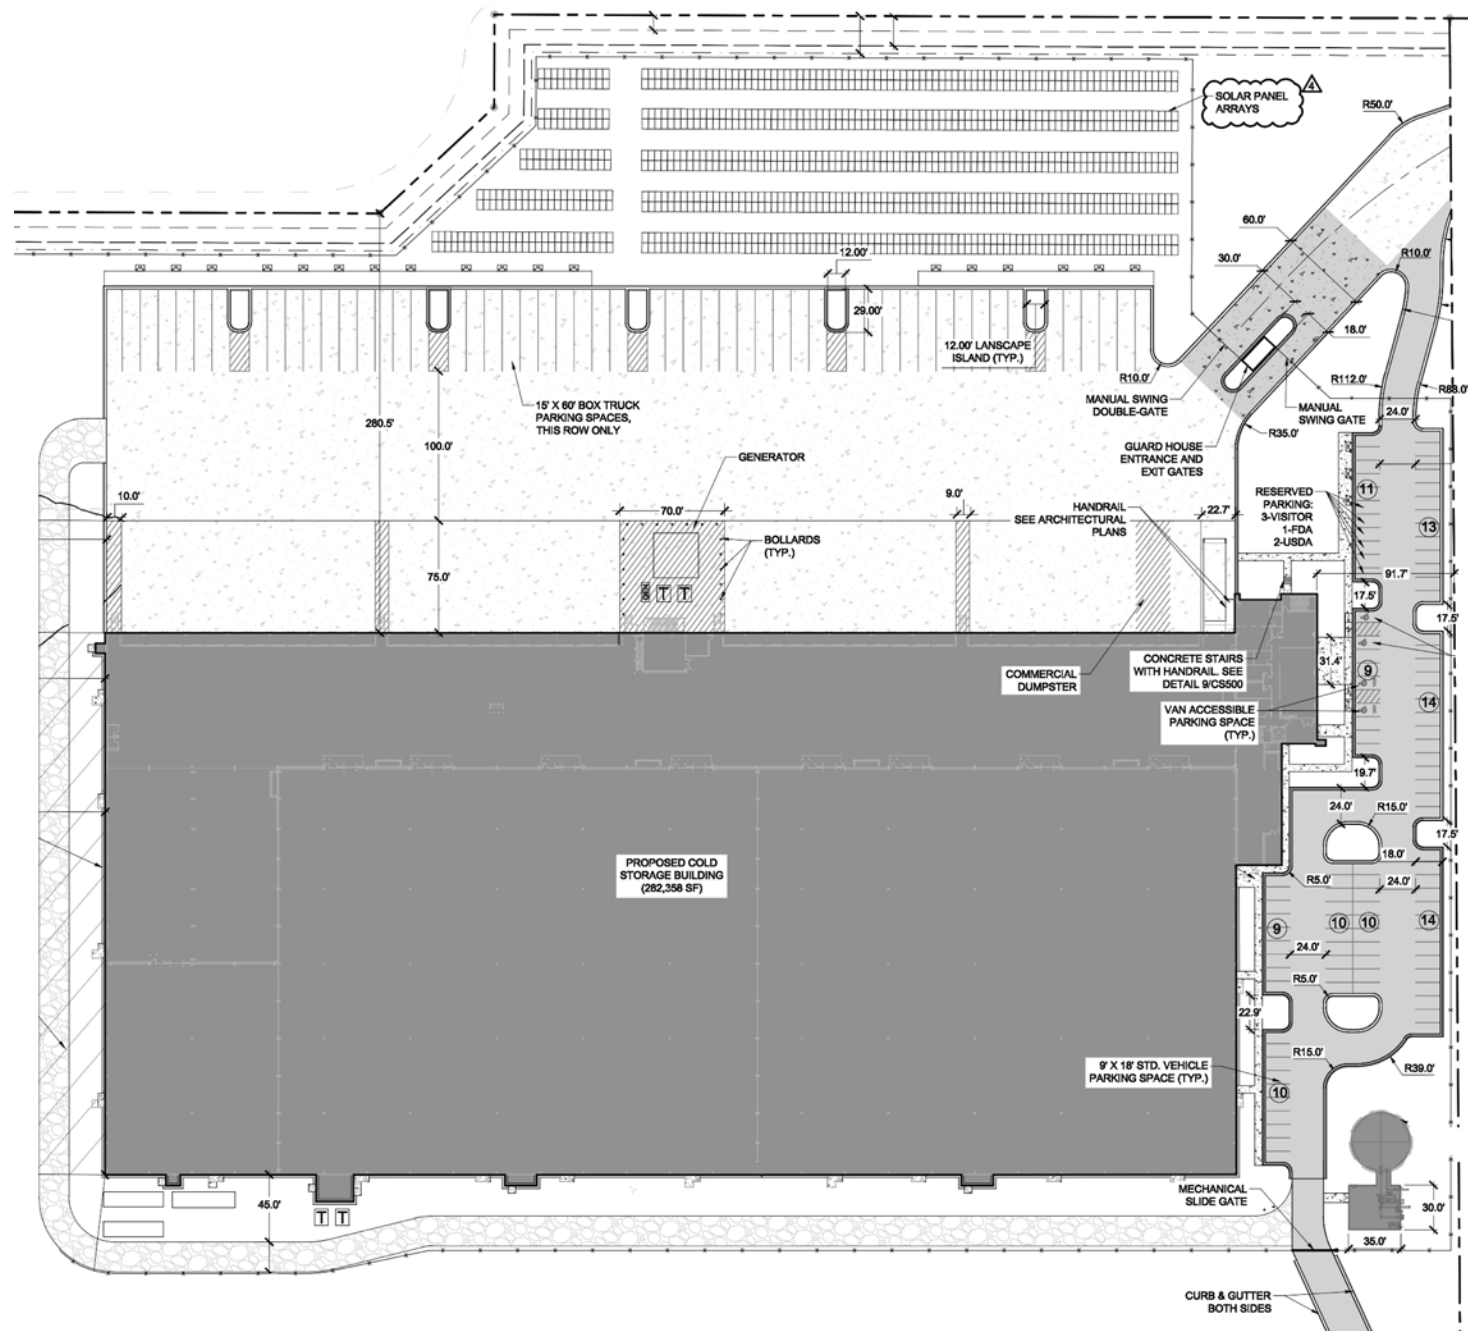 4
SOLAR PANEL
ARRAYS
R50.0'
60.0'
30.0'
R10.0'
12.00'
29.00'
18.0'
12.00' LANSCAPE
ISLAND (TYP.)
R10.0'
R112.0'
R88.0'
MANUAL SWING
DOUBLE-GATE
MANUAL
SWING GATE
24.0'
15' X 60' BOX TRUCK
PARKING SPACES,
THIS ROW ONLY
280.5'
100.0'
R35.0'
GUARD HOUSE
ENTRANCE AND
EXIT GATES
GENERATOR
10.0'
70.0'
9.0'
22.7'
HANDRAIL
SEE ARCHITECTURAL
PLANS
RESERVED
PARKING:
3-VISITOR
1-FDA
2-USDA
11
13
BOLLARDS
(TYP.)
75.0'
GEN
T T
91.7'
17.5'
17.5'
CONCRETE STAIRS
WITH HANDRAIL. SEE
DETAIL 9/CS500
31.4'
9
COMMERCIAL
DUMPSTER
VAN ACCESSIBLE
PARKING SPACE
(TYP.)
14
19.7'
24.0'
R15.0'
17.5'
18.0'
PROPOSED COLD
STORAGE BUILDING
(282,358 SF)
R5.0'
24.0'
9
10
10
14
24.0'
R5.0'
22.9'
R15.0'
9' X 18' STD. VEHICLE
PARKING SPACE (TYP.)
R39.0'
10
MECHANICAL
SLIDE GATE
45.0'
T T
30.0'
35.0'
CURB & GUTTER
BOTH SIDES